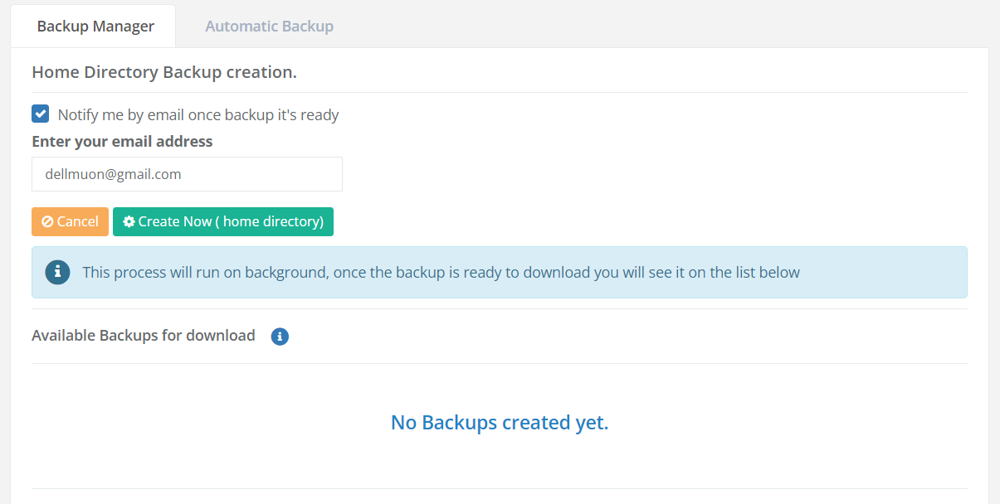 Backup Manager
Automatic Backup
Home Directory Backup creation.
Notify me by email once backup it's ready
Enter your email address
dellmuon@gmail.com
Cancel
Create Now ( home directory)
This process will run on background, once the backup is ready to download you will see it on the list below
Available Backups for download
No Backups created yet.